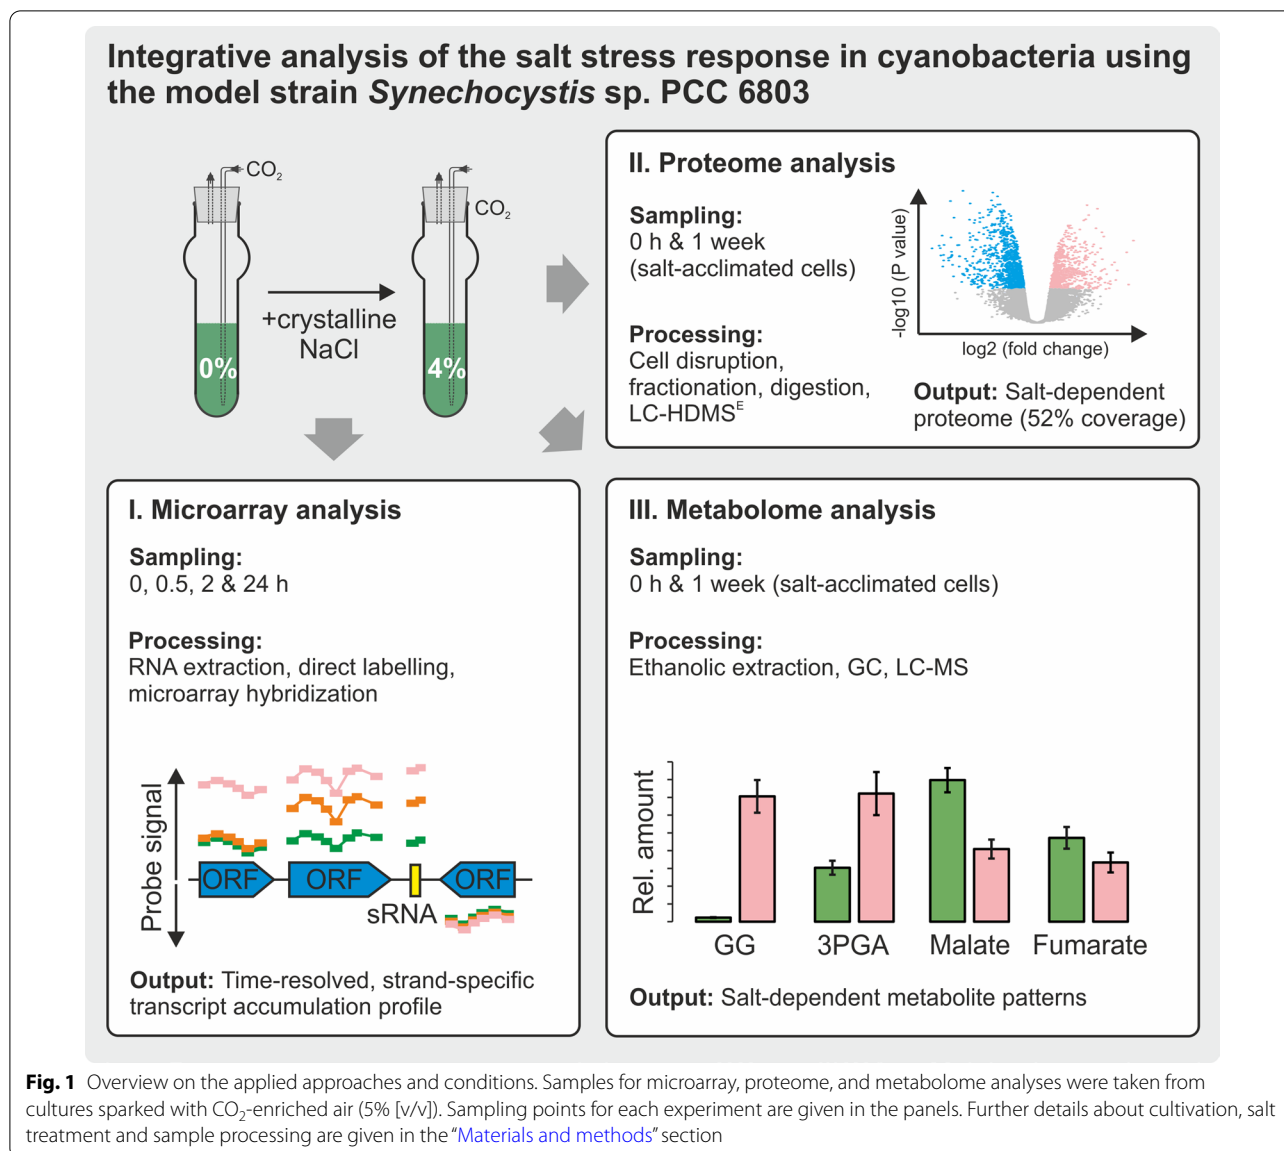 Integrative analysis of the salt stress response in cyanobacteria using
the model strain Synechocystis sp. PCC 6803
CO2
CO2
+crystalline
NaCl
0%
4%
II. Proteome analysis
Sampling:
0 h & 1 week
(salt-acclimated cells)
Processing:
Cell disruption,
fractionation, digestion,
LC-HDMSE
-log10 (P value)
log2 (fold change)
Output: Salt-dependent
proteome (52% coverage)
I. Microarray analysis
Sampling:
0, 0.5, 2 & 24 h
Processing:
RNA extraction, direct labelling,
microarray hybridization
Probe signal
ORF
ORF
ORF
sRNA
Output: Time-resolved, strand-specific
transcript accumulation profile
III. Metabolome analysis
Sampling:
0 h & 1 week (salt-acclimated cells)
Processing:
Ethanolic extraction, GC, LC-MS
Rel. amount
GG
3PGA
Malate
Fumarate
Output: Salt-dependent metabolite patterns
Fig. 1 Overview on the applied approaches and conditions. Samples for microarray, proteome, and metabolome analyses were taken from
cultures sparked with CO2-enriched air (5% [v/v]). Sampling points for each experiment are given in the panels. Further details about cultivation, salt
treatment and sample processing are given in the “Materials and methods” section